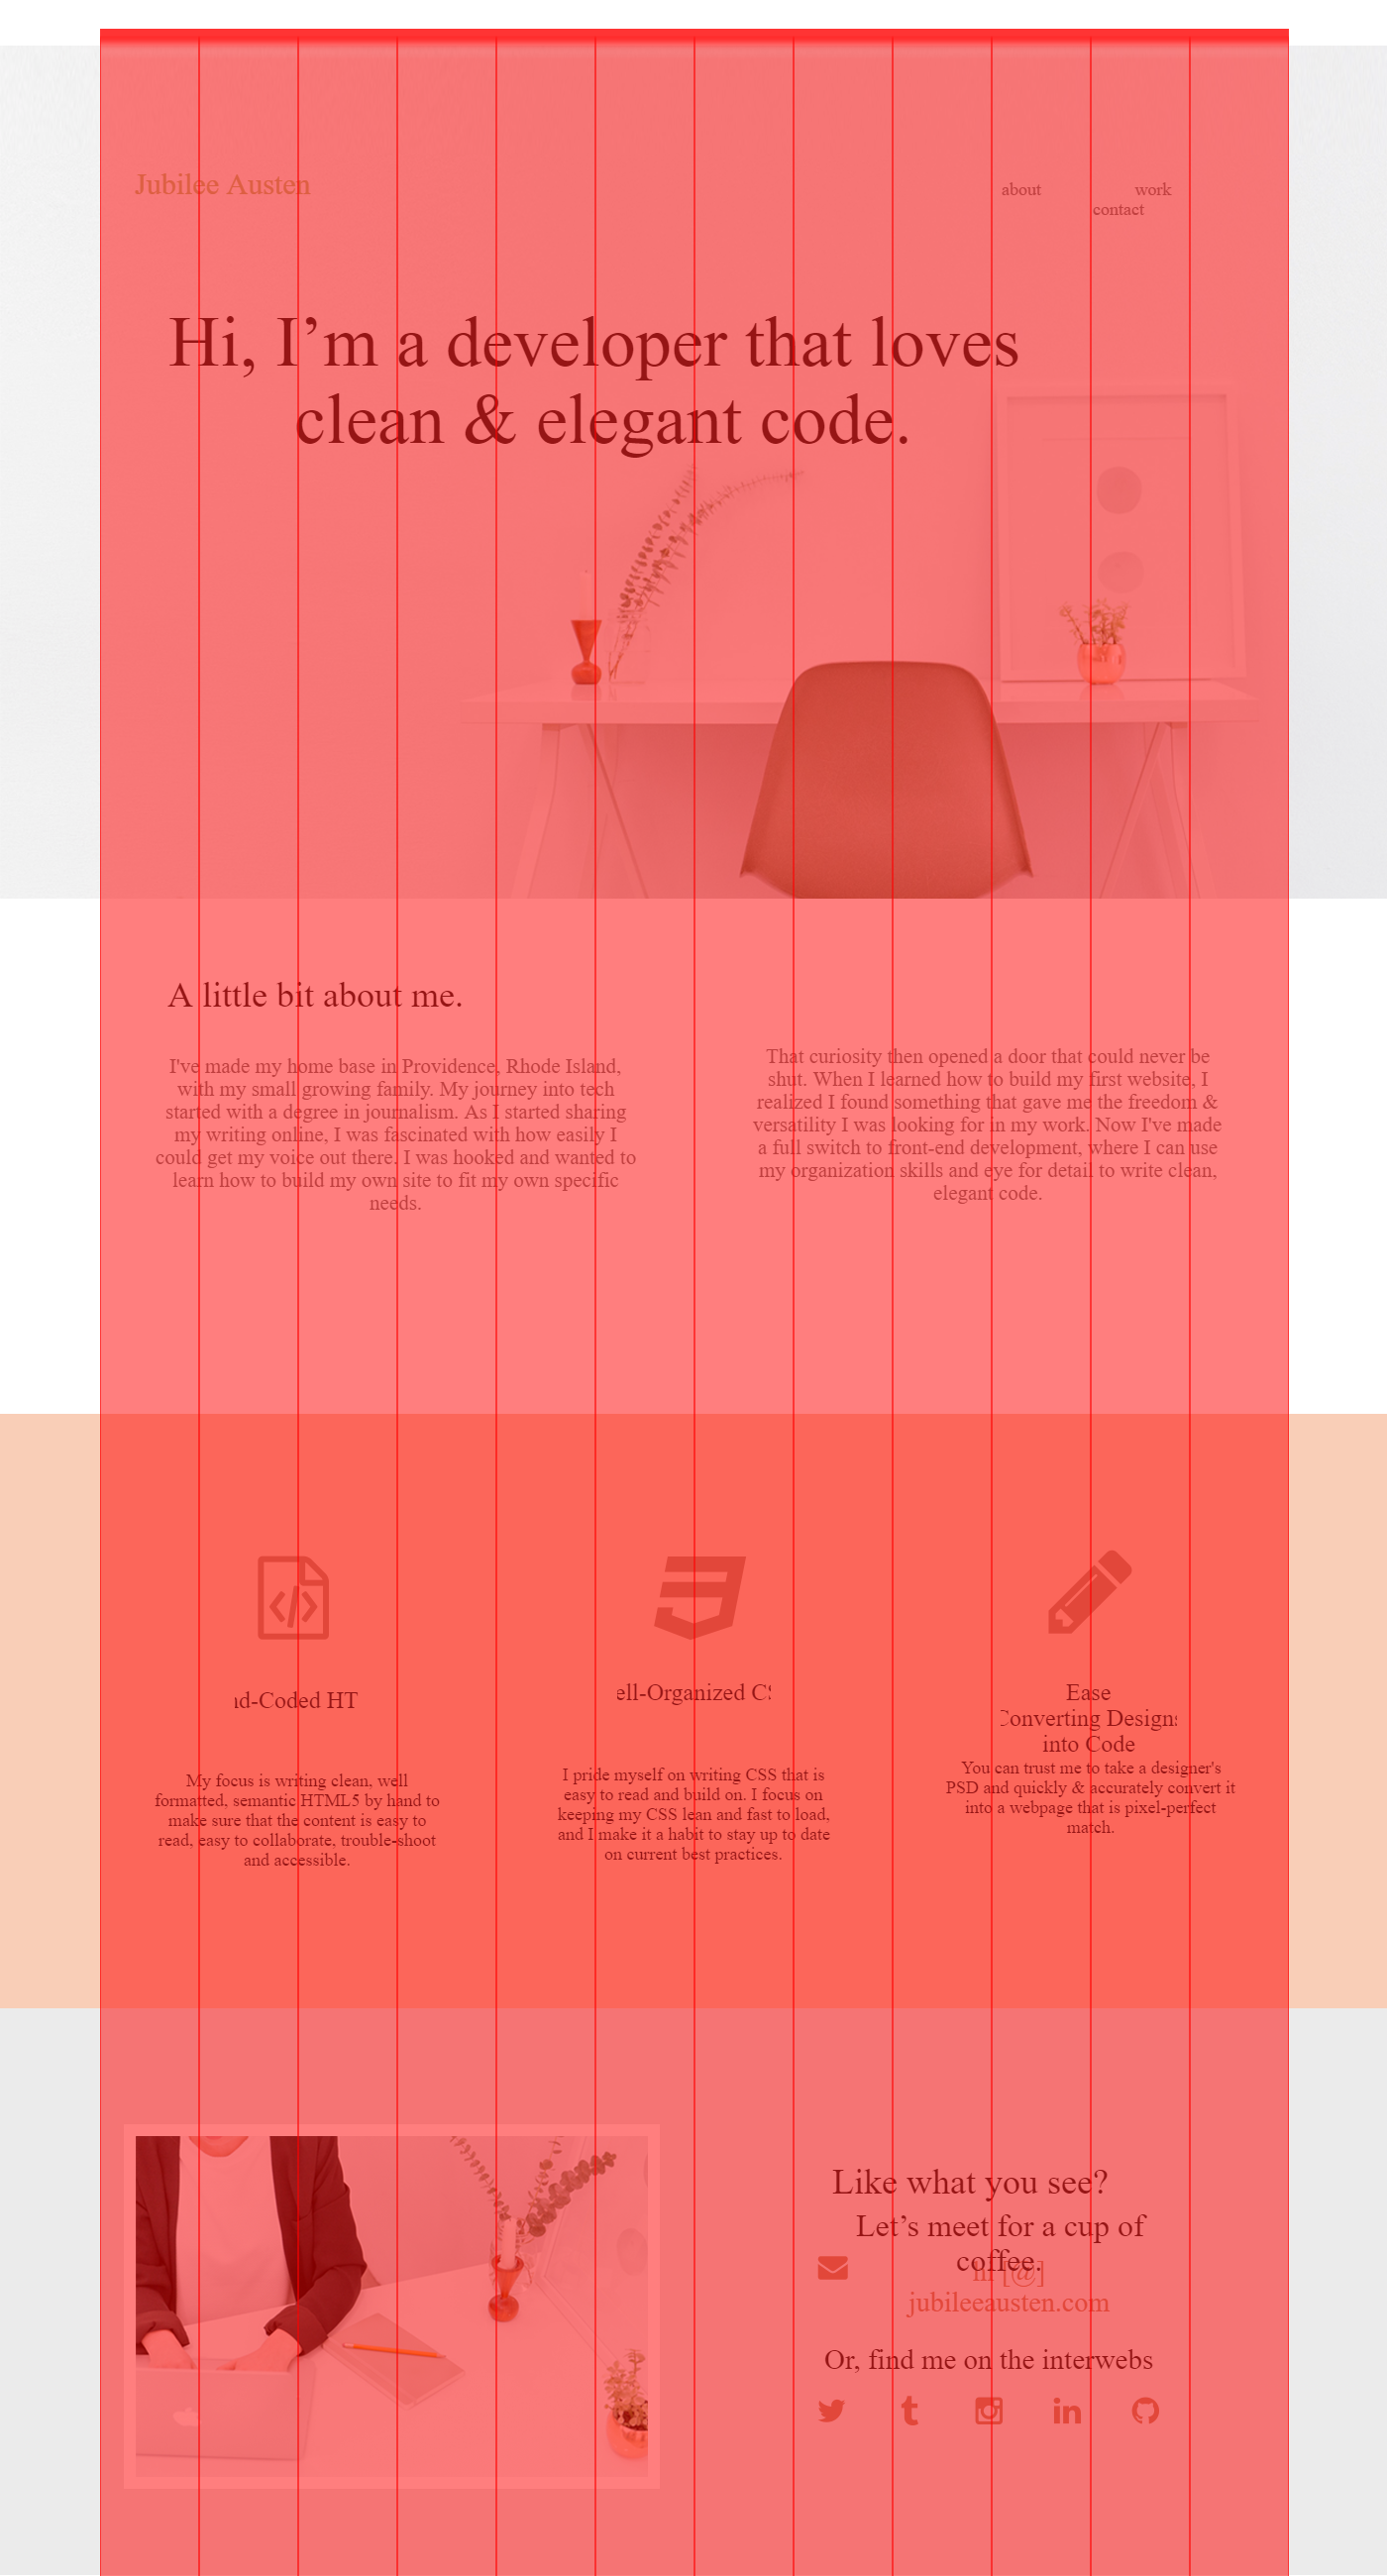 Jubilee Austen
about work
contact
Hi, I’m a developer that loves
clean & elegant code.
A little bit about me.
I've made my home base in Providence, Rhode Island,
with my small growing family. My journey into tech
started with a degree in journalism. As I started sharing
my writing online, I was fascinated with how easily I
could get my voice out there. I was hooked and wanted to
learn how to build my own site to fit my own specific
needs.
That curiosity then opened a door that could never be
shut. When I learned how to build my first website, I
realized I found something that gave me the freedom &
versatility I was looking for in my work. Now I've made
a full switch to front-end development, where I can use
my organization skills and eye for detail to write clean,
elegant code.
d-Coded HT
My focus is writing clean, well
formatted, semantic HTML5 by hand to
make sure that the content is easy to
read, easy to collaborate, trouble-shoot
and accessible.
ell-Organized C
I pride myself on writing CSS that is
easy to read and build on. I focus on
keeping my CSS lean and fast to load,
and I make it a habit to stay up to date
on current best practices.
Ease
Converting Designs
into Code
You can trust me to take a designer's
PSD and quickly & accurately convert it
into a webpage that is pixel-perfect
match.
Like what you see?
Let’s meet for a cup of
coffee.
[@]
jubileeausten.com
Or, find me on the interwebs